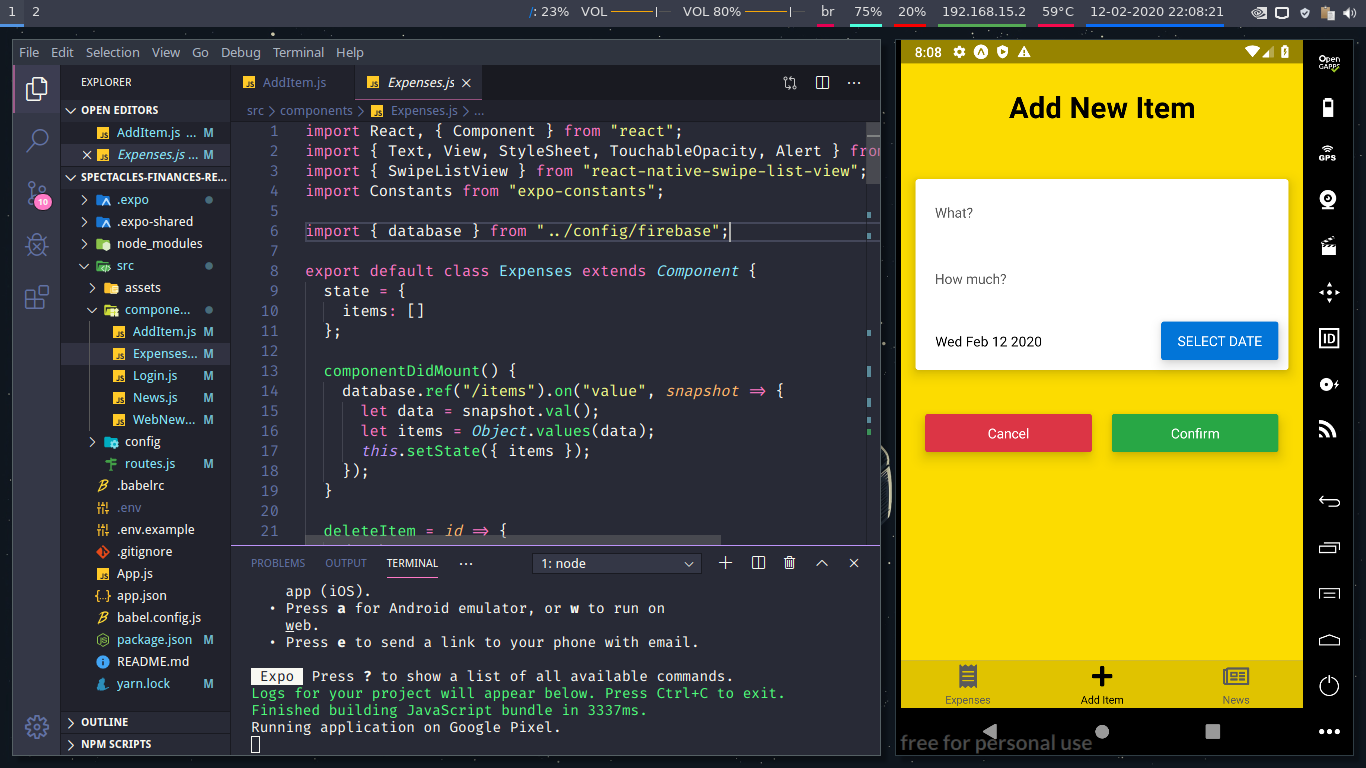 1 2 /: 23% VOL VOL 80% br 75% 20% 192.168.15.2 59°C 12-02-2020 22:08:21
File Edit Selection View Go Debug Terminal Help
EXPLORER
OPEN EDITORS
AddItem.js ... M
Expenses.js ... M
SPECTACLES-FINANCES-RE...
.expo
.expo-shared
node_modules
src
assets
compone...
AddItem.js M
Expenses... M
Login.js M
News.js M
WebNew... M
config
routes.js M
.babelrc
.env
.env.example
.gitignore
App.js
app.json
babel.config.js
package.json M
README.md
yarn.lock M
OUTLINE
NPM SCRIPTS
10
AddItem.js Expenses.js
src > components > Expenses.js > ...
1 import React, { Component } from "react";
2 import { Text, View, StyleSheet, TouchableOpacity, Alert } from
3 import { SwipeListView } from "react-native-swipe-list-view";
4 import Constants from "expo-constants";
5
6 import { database } from "../config/firebase";
7
8 export default class Expenses extends Component {
9 state = {
10 items: []
11 };
12
13 componentDidMount() {
14 database.ref("/items").on("value", snapshot => {
15 let data = snapshot.val();
16 let items = Object.values(data);
17 this.setState({ items });
18 });
19 }
20
21 deleteItem = id => {
PROBLEMS OUTPUT TERMINAL ... 1: node
app (iOS).
• Press a for Android emulator, or w to run on
web.
• Press e to send a link to your phone with email.
Expo Press ? to show a list of all available commands.
Logs for your project will appear below. Press Ctrl+C to exit.
Finished building JavaScript bundle in 3337ms.
Running application on Google Pixel.
8:08
Add New Item
What?
How much?
Wed Feb 12 2020 SELECT DATE
Cancel Confirm
Expenses Add Item News
free for personal use
Open
GAPPS
GPS
ID